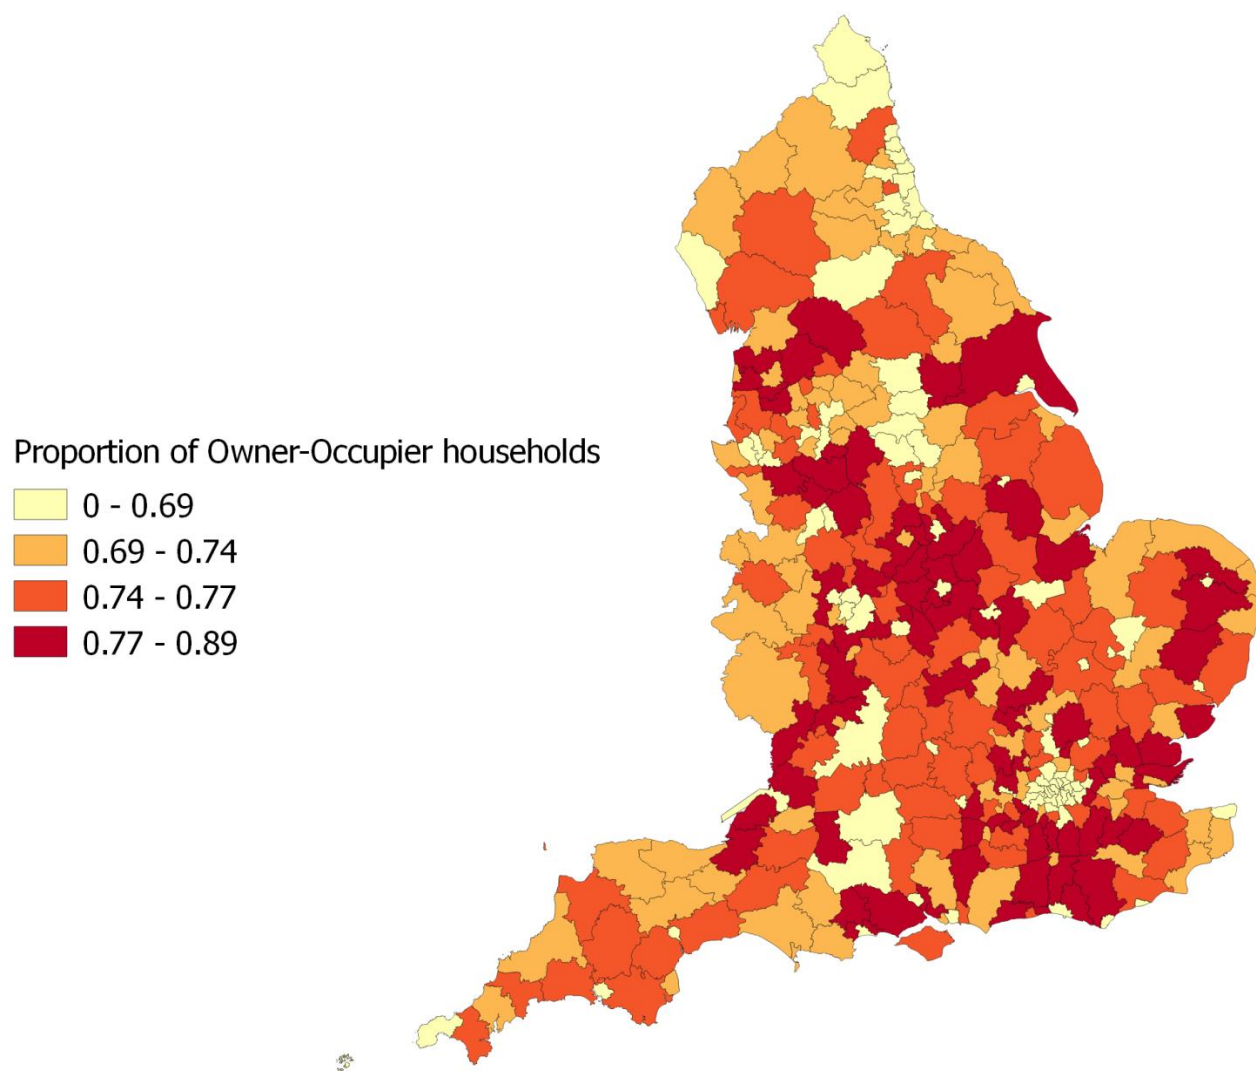 Proportion of Owner-Occupier households
0 - 0.69
0.69 - 0.74
0.74 - 0.77
0.77 - 0.89